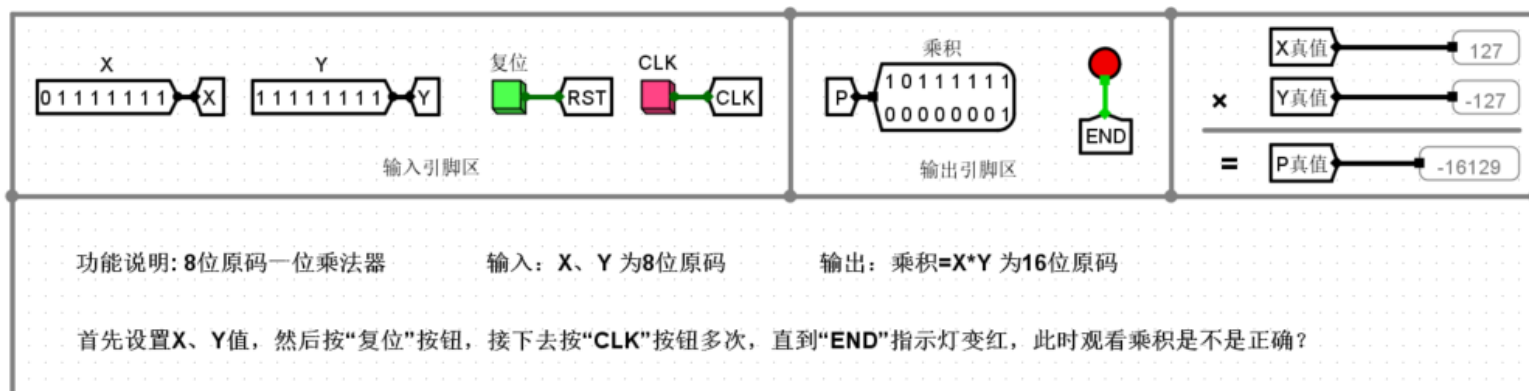 X
0 1 1 1 1 1 1 1
X
Y
1 1 1 1 1 1 1 1
Y
复位
RST
CLK
CLK
输入引脚区
乘积
P
1 0 1 1 1 1 1 1
0 0 0 0 0 0 0 1
END
输出引脚区
X真值 127
× Y真值 -127
= P真值 -16129
功能说明: 8位原码一位乘法器 输入：X、Y 为8位原码 输出：乘积=X*Y 为16位原码
首先设置X、Y值，然后按“复位”按钮，接下去按“CLK”按钮多次，直到“END”指示灯变红，此时观看乘积是不是正确？